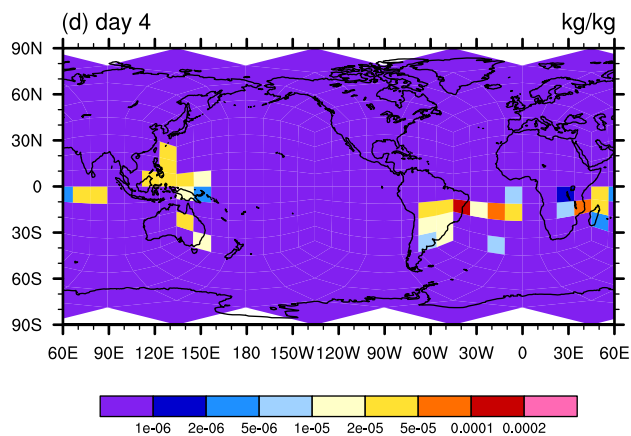 (d) day 4 kg/kg
90N
60N
30N
0
30S
60S
90S
60E 90E 120E 150E 180 150W 120W 90W 60W 30W 0 30E 60E
1e-06 2e-06 5e-06 1e-05 2e-05 5e-05 0.0001 0.0002